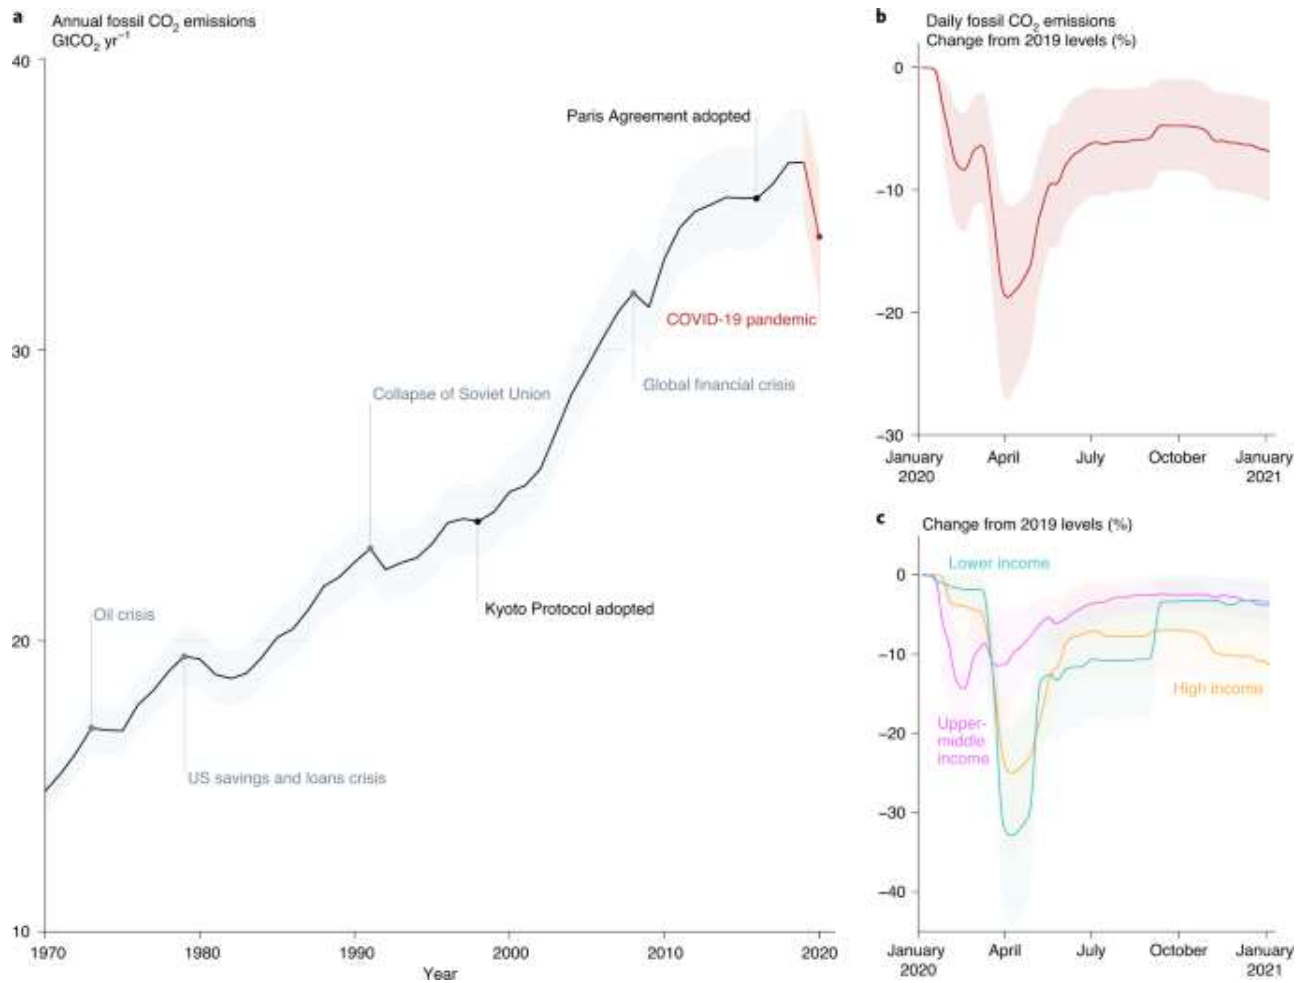 a Annual fossil CO₂ emissions
GtCO₂ yr⁻¹
40
30
20
10
Paris Agreement adopted
COVID-19 pandemic
Global financial crisis
Collapse of Soviet Union
Kyoto Protocol adopted
Oil crisis
US savings and loans crisis
1970 1980 1990 2000 2010 2020
Year
b Daily fossil CO₂ emissions
Change from 2019 levels (%)
0
−10
−20
−30
January April July October January
2020 2021
c Change from 2019 levels (%)
Lower income
0
−10
High income
Upper-
middle
income
−20
−30
−40
January April July October January
2020 2021